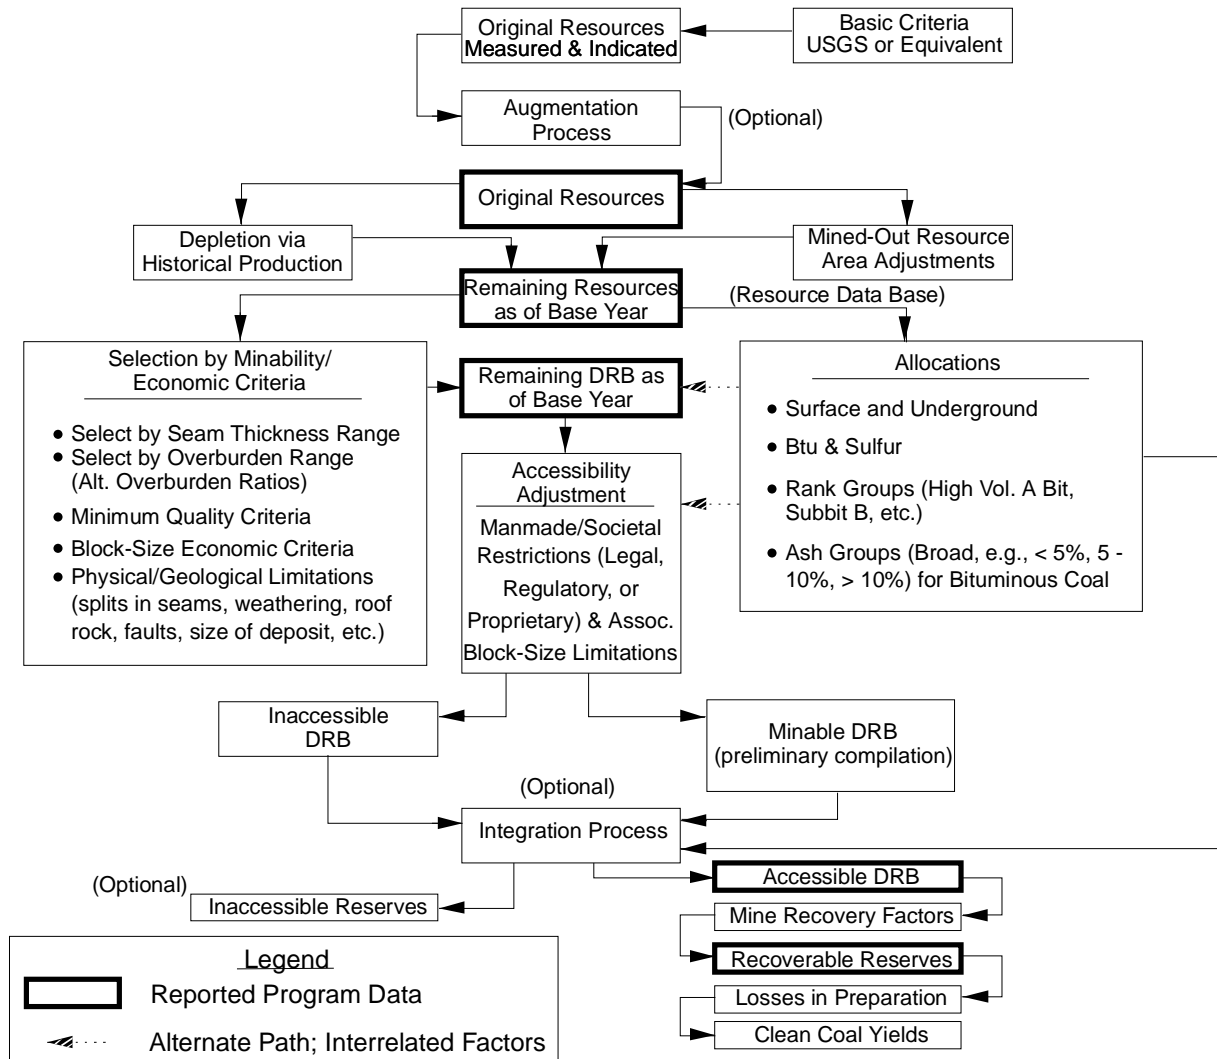 Original Resources
Measured & Indicated
Basic Criteria
USGS or Equivalent
Augmentation
Process
(Optional)
Original Resources
Depletion via
Historical Production
Mined-Out Resource
Area Adjustments
Remaining Resources
as of Base Year
(Resource Data Base)
Selection by Minability/
Economic Criteria
• Select by Seam Thickness Range
• Select by Overburden Range
(Alt. Overburden Ratios)
• Minimum Quality Criteria
• Block-Size Economic Criteria
• Physical/Geological Limitations
(splits in seams, weathering, roof
rock, faults, size of deposit, etc.)
Remaining DRB as
of Base Year
Accessibility
Adjustment
Manmade/Societal
Restrictions (Legal,
Regulatory, or
Proprietary) & Assoc.
Block-Size Limitations
Allocations
• Surface and Underground
• Btu & Sulfur
• Rank Groups (High Vol. A Bit,
Subbit B, etc.)
• Ash Groups (Broad, e.g., < 5%, 5 -
10%, > 10%) for Bituminous Coal
Inaccessible
DRB
Minable DRB
(preliminary compilation)
(Optional)
Integration Process
(Optional)
Inaccessible Reserves
Accessible DRB
Mine Recovery Factors
Recoverable Reserves
Losses in Preparation
Clean Coal Yields
Legend
Reported Program Data
Alternate Path; Interrelated Factors